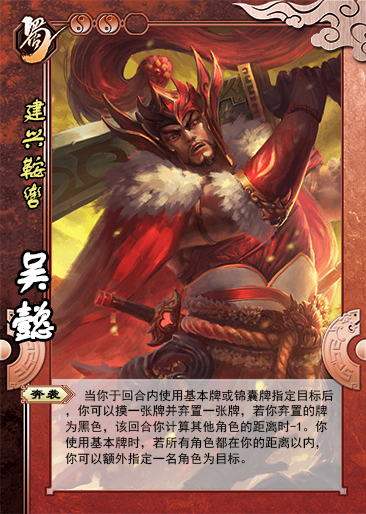 蜀
建兴鞍辔
吴懿
奔袭
当你于回合内使用基本牌或锦囊牌指定目标后
，你可以摸一张牌并弃置一张牌，若你弃置的牌
为黑色，该回合你计算其他角色的距离时-1。你
使用基本牌时，若所有角色都在你的距离以内，
你可以额外指定一名角色为目标。